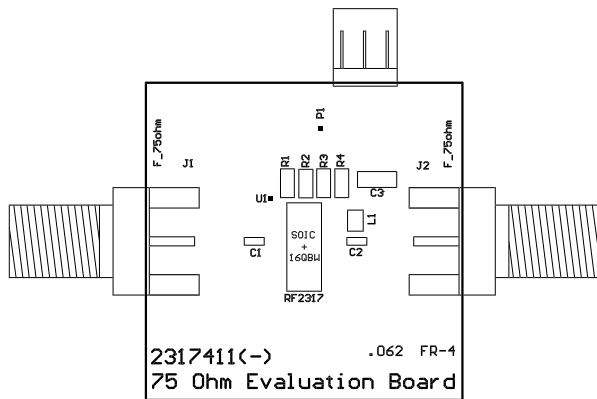 P1
F_75ohm
F_75ohm
J1
R1 R2 R3 R4
J2
C3
U1
L1
SOIC
+
16QBW
C1
C2
RF2317
2317411(-)
.062 FR-4
75 Ohm Evaluation Board